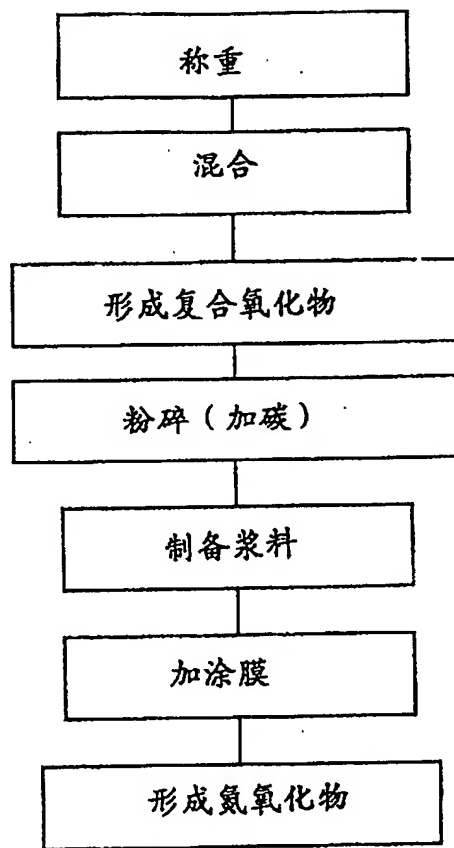 称重
混合
形成复合氧化物
粉碎（加碳）
制备浆料
加涂膜
形成氮氧化物